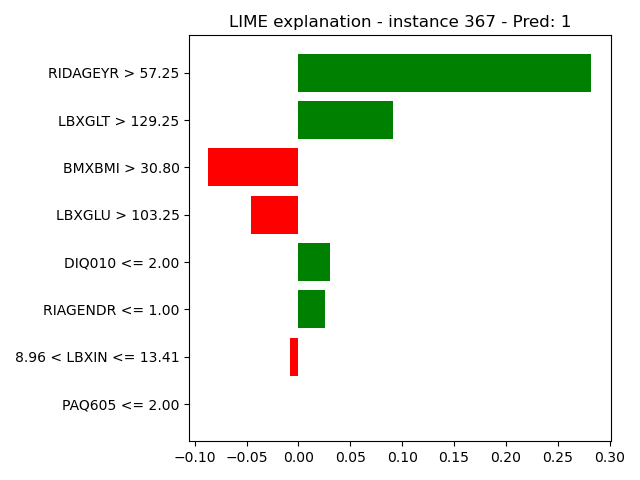 LIME explanation - instance 367 - Pred: 1
RIDAGEYR > 57.25
LBXGLT > 129.25
BMXBMI > 30.80
LBXGLU > 103.25
DIQ010 <= 2.00
RIAGENDR <= 1.00
8.96 < LBXIN <= 13.41
PAQ605 <= 2.00
−0.10 −0.05 0.00 0.05 0.10 0.15 0.20 0.25 0.30